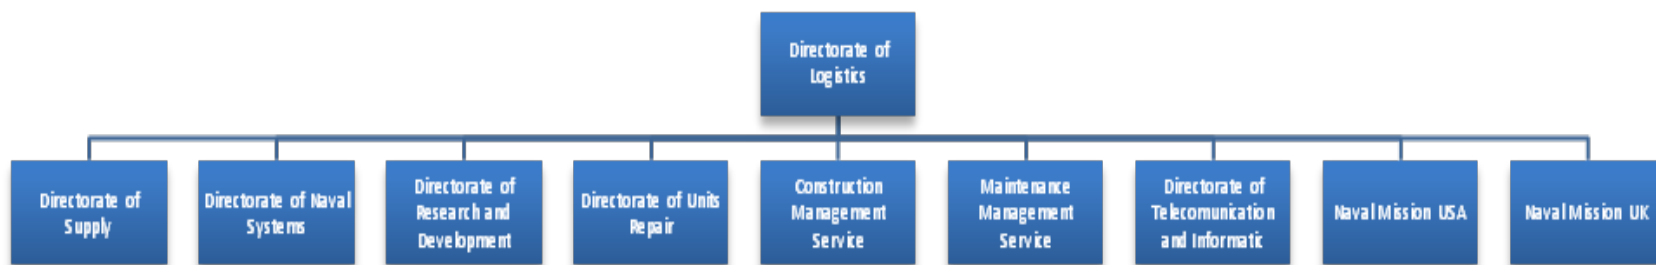 Directorate of
Logistics
Directorate of
Supply
Directorate of Naval
Systems
Directorate of
Research and
Development
Directorate of Units
Repair
Construction
Management
Service
Maintenance
Management
Service
Directorate of
Telecomunication
and Informatic
Naval Mission USA
Naval Mission UK